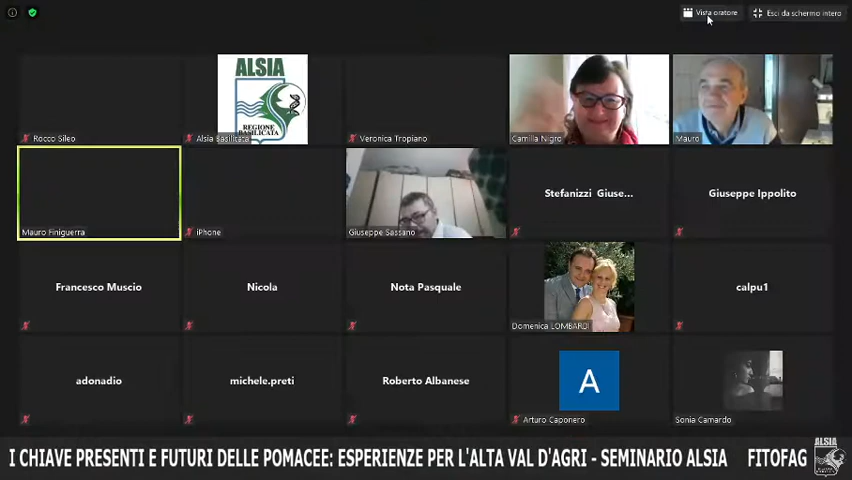 Vista oratore
Esci da schermo intero
ALSIA
REGIONE
BASILICATA
Rocco Sileo
Alsia Basilicata
Veronica Tropiano
Camilla Nigro
Mauro
Stefanizzi Giuse...
Giuseppe Ippolito
Mauro Finiguerra
iPhone
Giuseppe Sassano
Francesco Muscio
Nicola
Nota Pasquale
calpu1
Domenica LOMBARDI
A
adonadio
michele.preti
Roberto Albanese
Arturo Caponero
Sonia Camardo
I CHIAVE PRESENTI E FUTURI DELLE POMACEE: ESPERIENZE PER L'ALTA VAL D'AGRI - SEMINARIO ALSIA FITOFAG
ALSIA